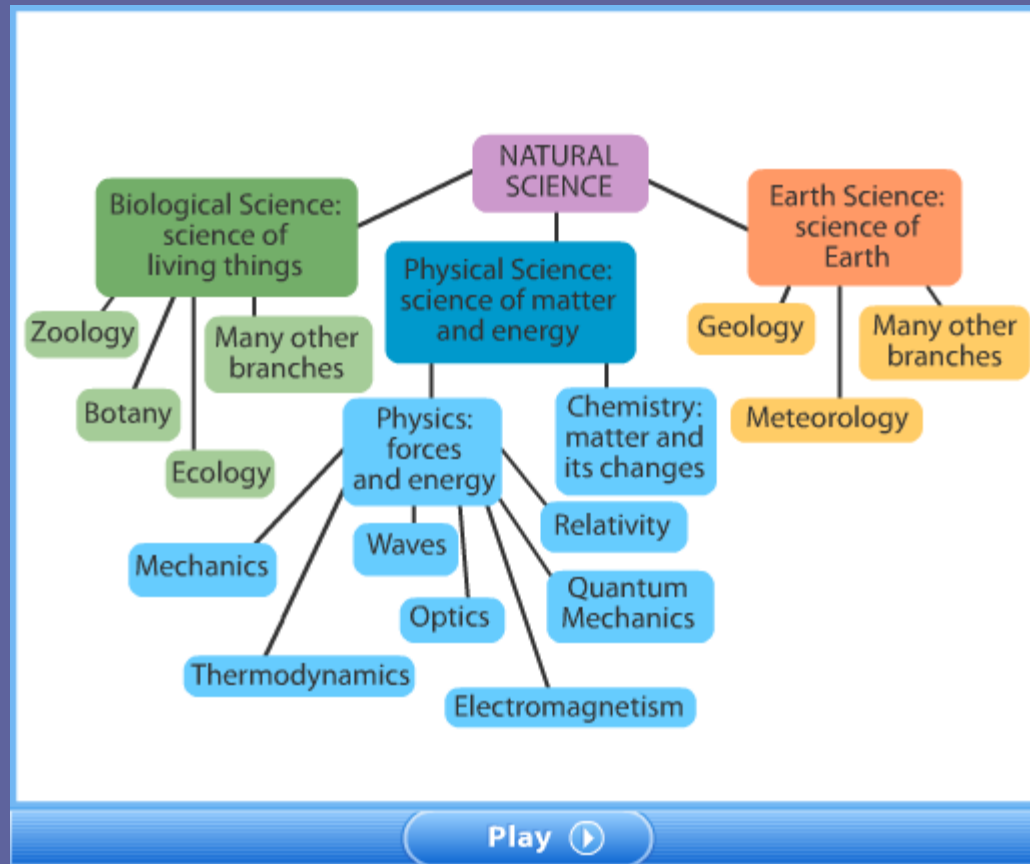 NATURAL
SCIENCE
Biological Science:
science of
living things
Zoology
Botany
Ecology
Many other
branches
Physical Science:
science of matter
and energy
Physics:
forces
and energy
Mechanics
Thermodynamics
Waves
Optics
Electromagnetism
Quantum
Mechanics
Relativity
Chemistry:
matter and
its changes
Earth Science:
science of
Earth
Geology
Meteorology
Many other
branches
Play